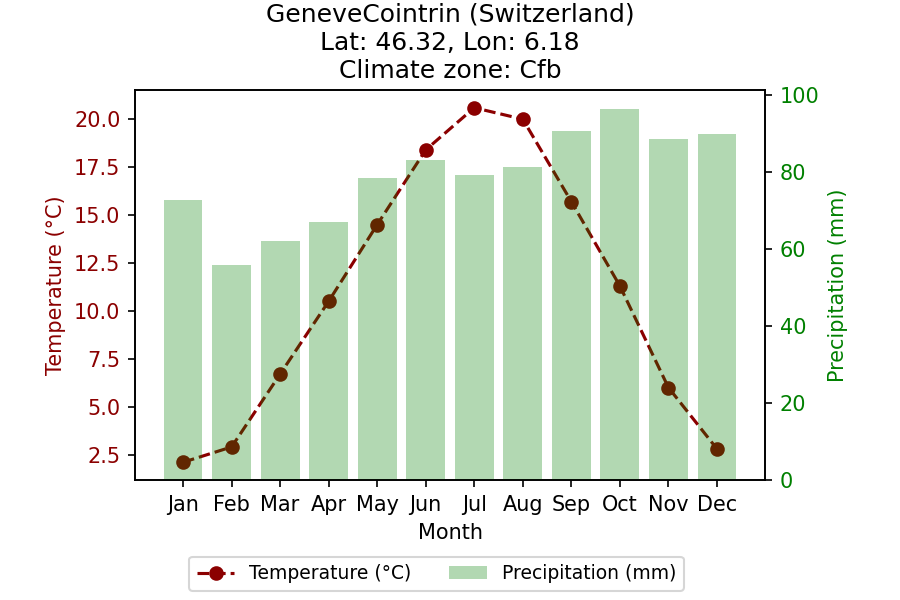 GeneveCointrin (Switzerland)
Lat: 46.32, Lon: 6.18
Climate zone: Cfb
Temperature (°C)
20.0
17.5
15.0
12.5
10.0
7.5
5.0
2.5
100
80
60
40
20
0
Precipitation (mm)
Jan Feb Mar Apr May Jun Jul Aug Sep Oct Nov Dec
Month
Temperature (°C) Precipitation (mm)